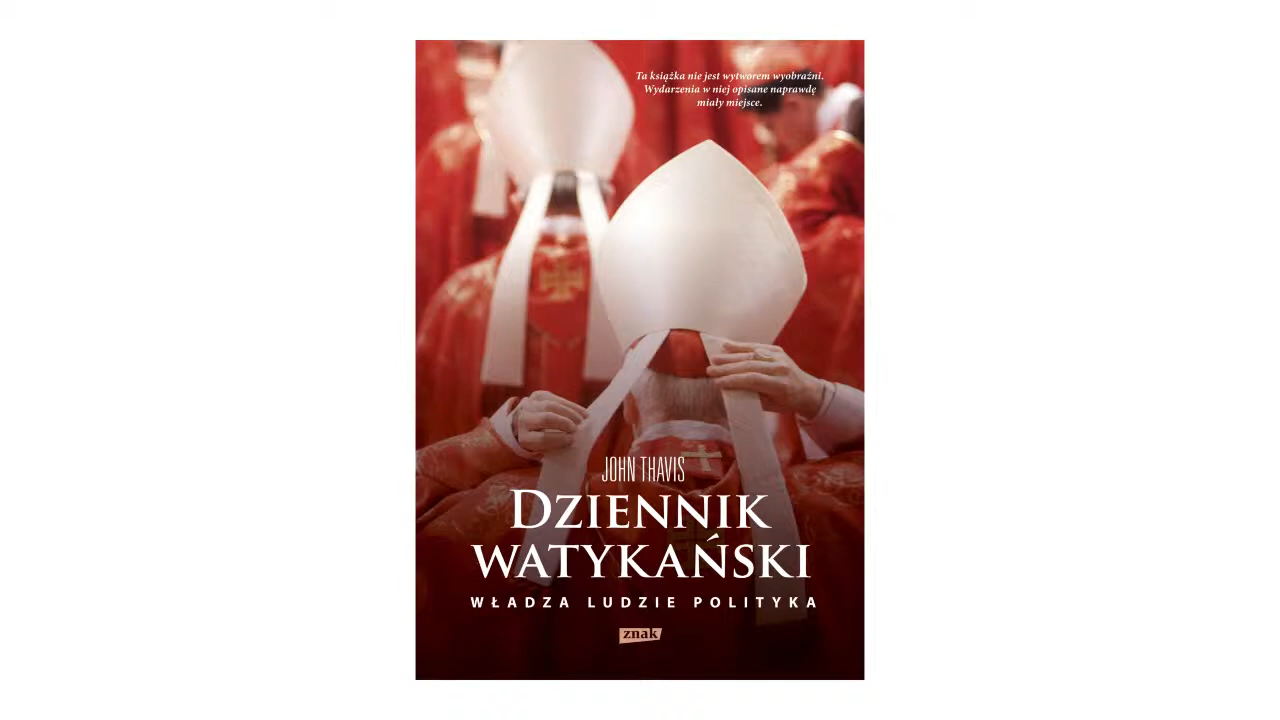 Ta książka nie jest wytworem wyobraźni.
Wydarzenia w niej opisane naprawdę
miały miejsce.
JOHN THAVIS
DZIENNIK
WATYKAŃSKI
WŁADZA LUDZIE POLITYKA
znak